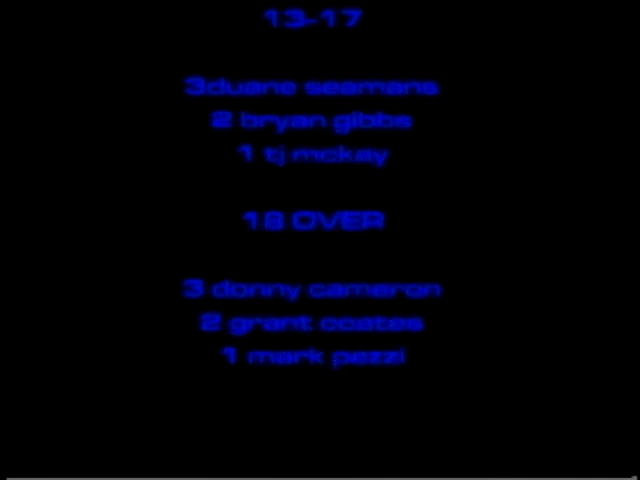 13-17
3duane seamans
2 bryan gibbs
1 tj mckay
18 OVER
3 donny cameron
2 grant coates
1 mark pezzi